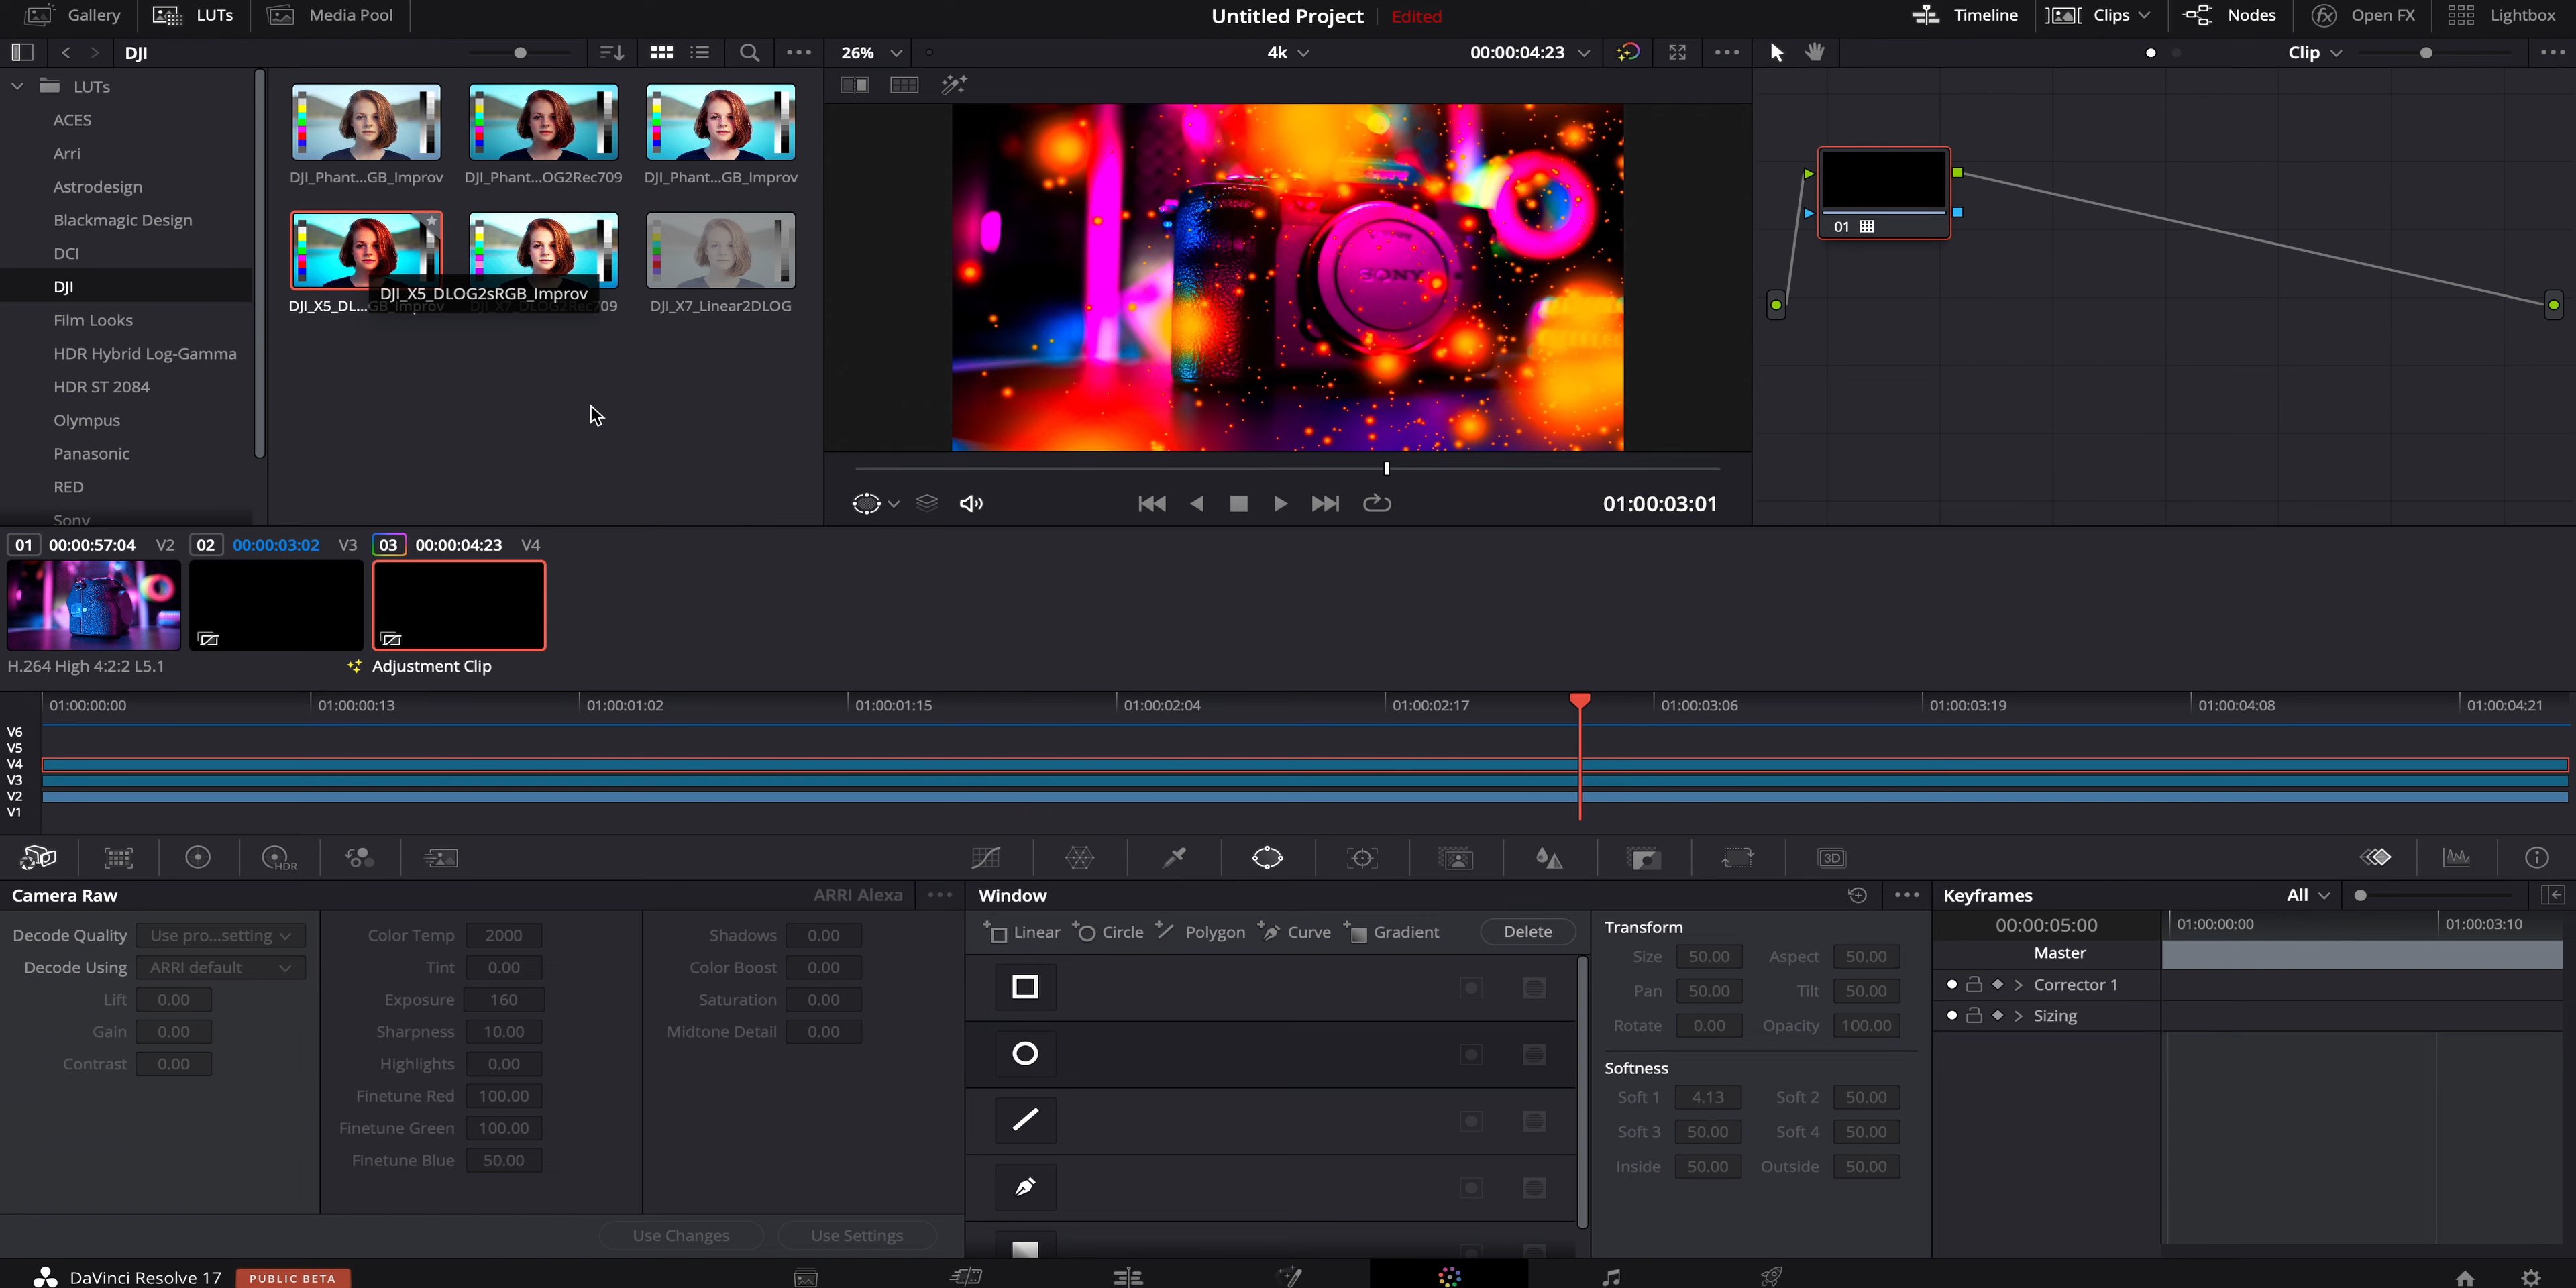 Gallery LUTs Media Pool Untitled Project Edited Timeline Clips Nodes Open FX Lightbox
DJI 26% 4k 00:00:04:23 Clip
LUTs
ACES
Arri
Astrodesign
Blackmagic Design
DCI
DJI
Film Looks
HDR Hybrid Log-Gamma
HDR ST 2084
Olympus
Panasonic
RED
Sony
DJI_Phant...GB_Improv DJI_Phant...OG2Rec709 DJI_Phant...GB_Improv
DJI_X5_DL...GB_Improv DJI_X7_DLOG2Rec709 DJI_X7_Linear2DLOG
DJI_X5_DLOG2sRGB_Improv
SONY
01:00:03:01
01
01 00:00:57:04 V2 02 00:00:03:02 V3 03 00:00:04:23 V4
H.264 High 4:2:2 L5.1 Adjustment Clip
01:00:00:00 01:00:00:13 01:00:01:02 01:00:01:15 01:00:02:04 01:00:02:17 01:00:03:06 01:00:03:19 01:00:04:08 01:00:04:21
V6
V5
V4
V3
V2
V1
HDR 3D
Camera Raw ARRI Alexa
Decode Quality Use pro...setting
Decode Using ARRI default
Lift 0.00
Gain 0.00
Contrast 0.00
Color Temp 2000
Tint 0.00
Exposure 160
Sharpness 10.00
Highlights 0.00
Finetune Red 100.00
Finetune Green 100.00
Finetune Blue 50.00
Shadows 0.00
Color Boost 0.00
Saturation 0.00
Midtone Detail 0.00
Use Changes Use Settings
Window
Linear Circle Polygon Curve Gradient Delete
Transform
Size 50.00 Aspect 50.00
Pan 50.00 Tilt 50.00
Rotate 0.00 Opacity 100.00
Softness
Soft 1 4.13 Soft 2 50.00
Soft 3 50.00 Soft 4 50.00
Inside 50.00 Outside 50.00
Keyframes All
00:00:05:00 01:00:00:00 01:00:03:10
Master
Corrector 1
Sizing
DaVinci Resolve 17 PUBLIC BETA